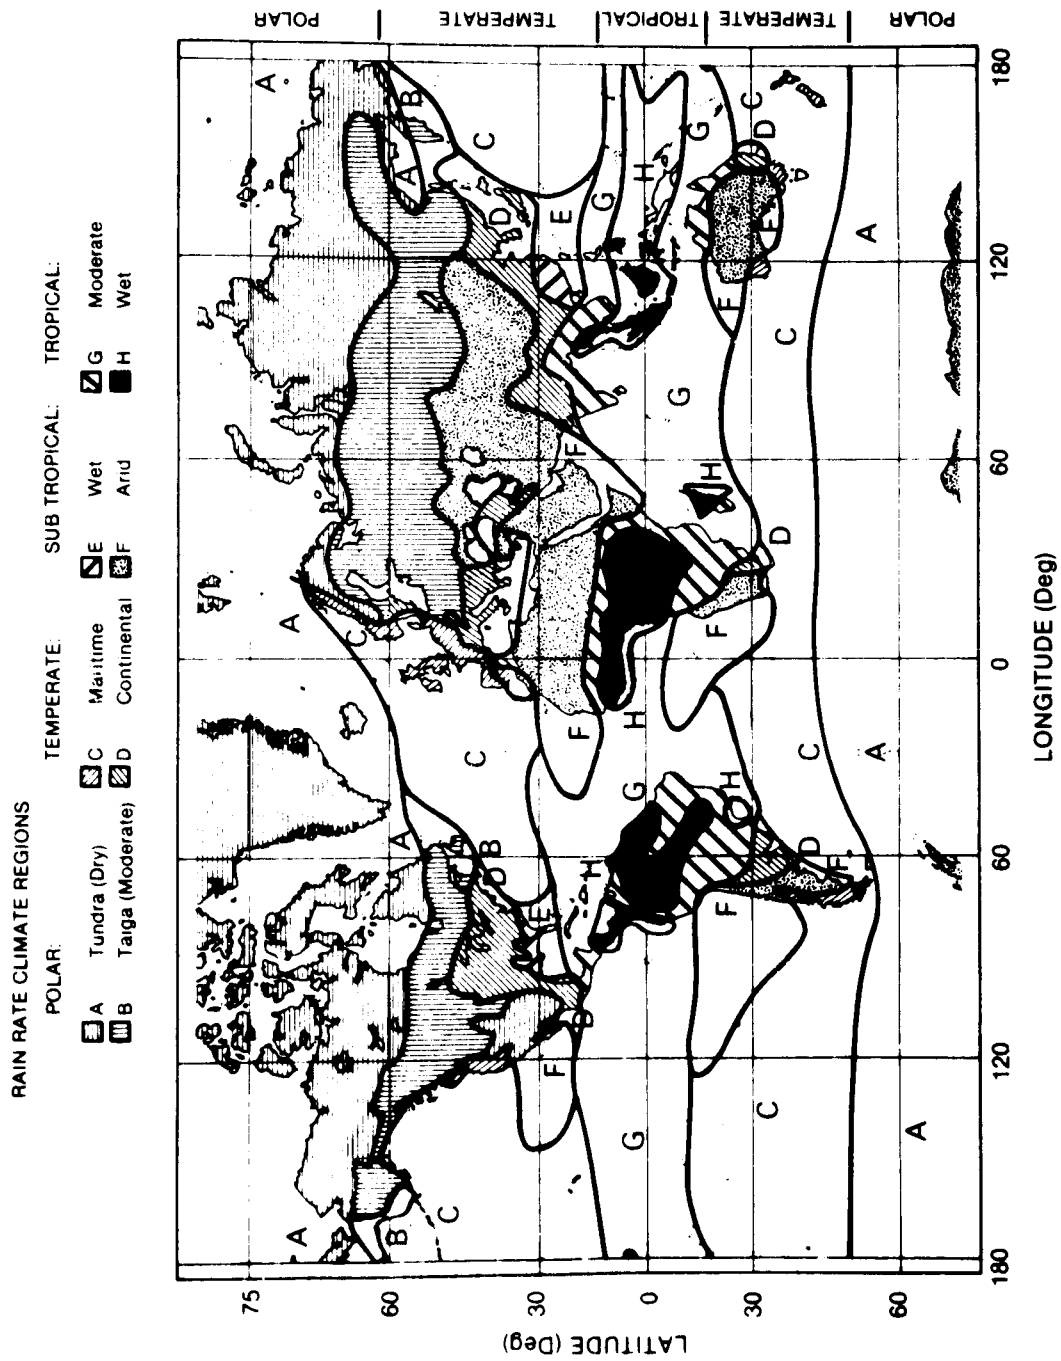 RAIN RATE CLIMATE REGIONS
POLAR:
TEMPERATE:
SUB TROPICAL:
TROPICAL:
A Tundra (Dry)
B Taiga (Moderate)
C Maritime
D Continental
E Wet
F Arid
G Moderate
H Wet
POLAR
TEMPERATE
TROPICAL
TROPICAL
TEMPERATE
POLAR
A
A
A
A
B
B
C
A
C
A
B
C
C
D
B
D
E
D
E
F
F
F
D
G
H
G
H
G
H
G
G
H
F
F
H
F
D
F
D
C
F
D
C
C
C
F
A
A
A
LATITUDE (Deg)
75
60
30
0
30
60
LONGITUDE (Deg)
180
120
60
0
60
120
180